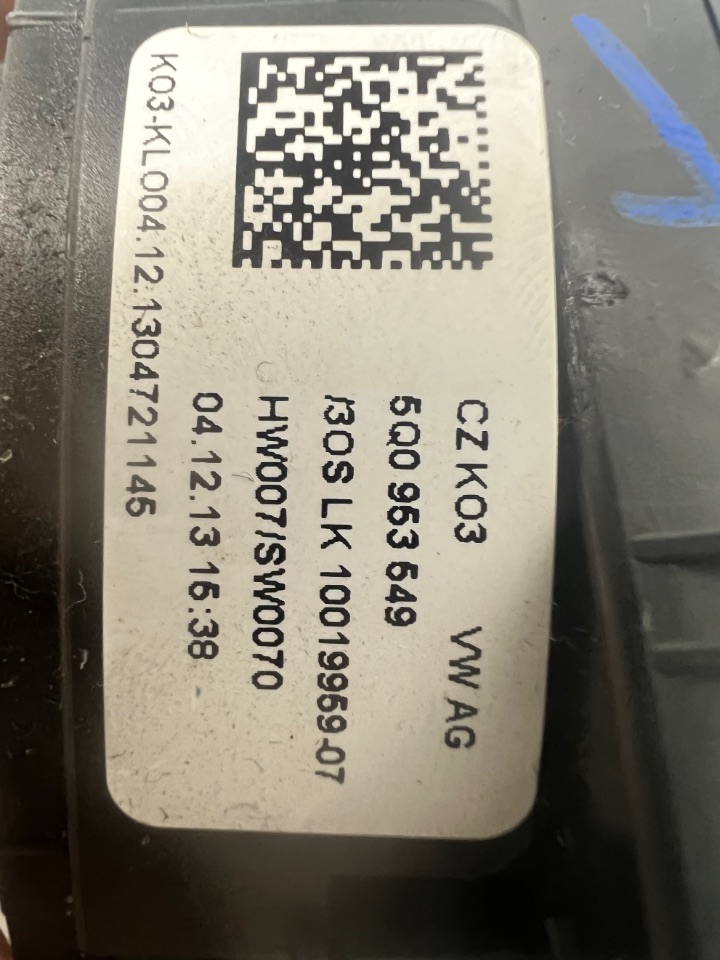 CZ K03 VW AG
5Q0 953 549
/3OS LK 10019959-07
HW007/SW0070
04.12.13 15:38
K03-KL004.12.1304721145